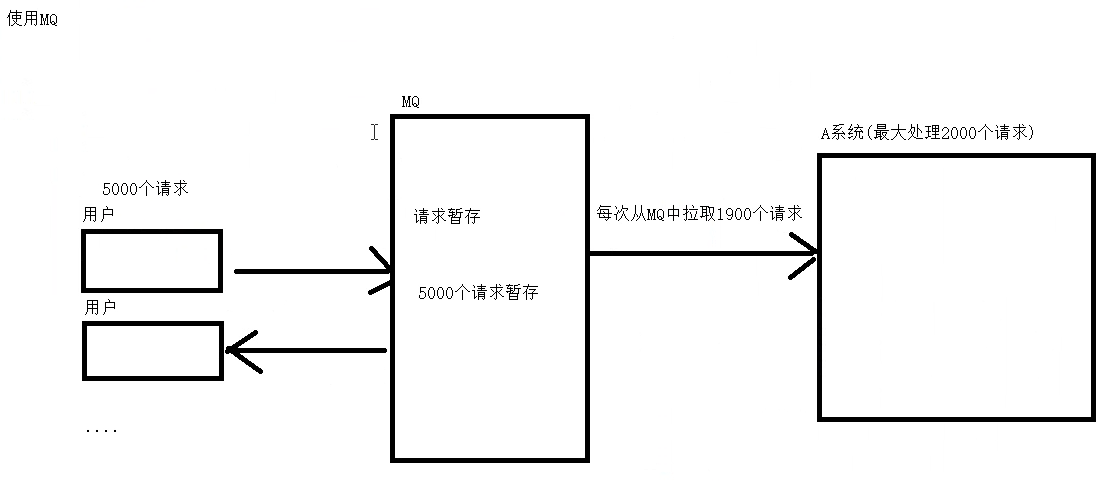 使用MQ
MQ
A系统(最大处理2000个请求)
5000个请求
用户
请求暂存
每次从MQ中拉取1900个请求
5000个请求暂存
用户
....